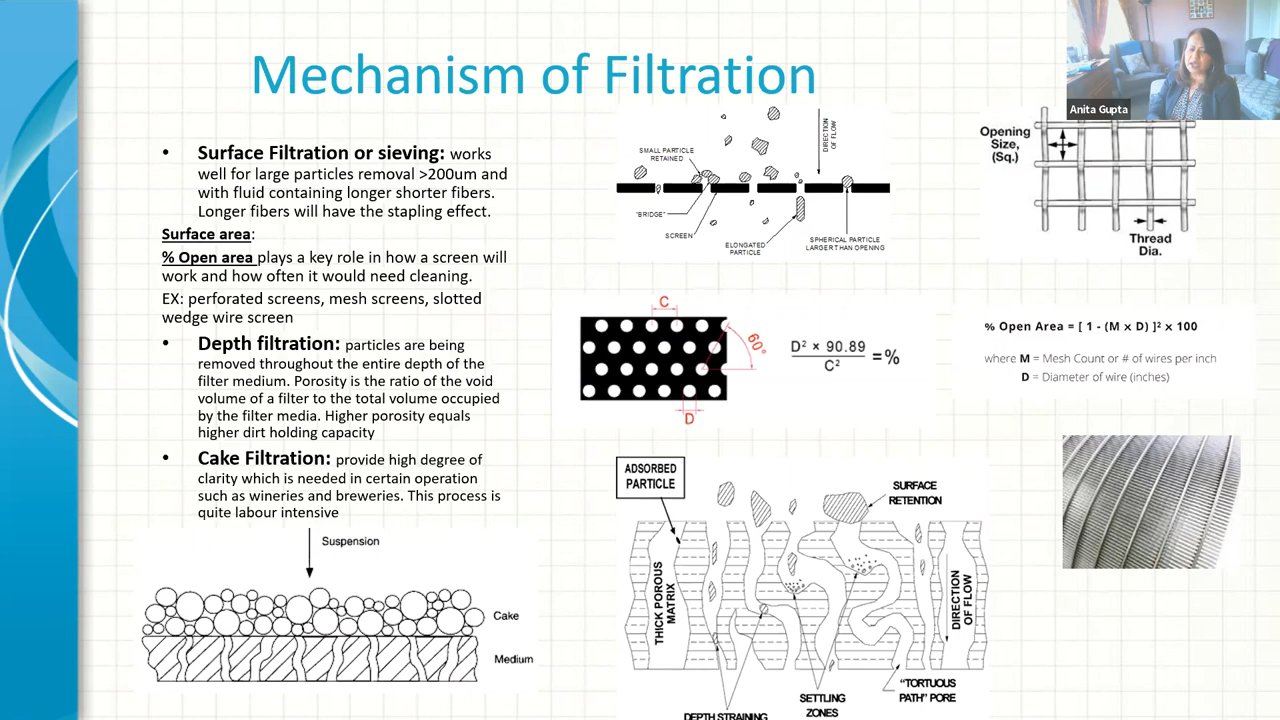 Mechanism of Filtration
Anita Gupta
• Surface Filtration or sieving: works
well for large particles removal >200um and
with fluid containing longer shorter fibers.
Longer fibers will have the stapling effect.
Surface area:
% Open area plays a key role in how a screen will
work and how often it would need cleaning.
EX: perforated screens, mesh screens, slotted
wedge wire screen
• Depth filtration: particles are being
removed throughout the entire depth of the
filter medium. Porosity is the ratio of the void
volume of a filter to the total volume occupied
by the filter media. Higher porosity equals
higher dirt holding capacity
• Cake Filtration: provide high degree of
clarity which is needed in certain operation
such as wineries and breweries. This process is
quite labour intensive
Suspension
Cake
Medium
SMALL PARTICLE
RETAINED
DIRECTION
OF FLOW
"BRIDGE"
SCREEN
ELONGATED
PARTICLE
SPHERICAL PARTICLE
LARGER THAN OPENING
Opening
Size,
(Sq.)
Thread
Dia.
C
60°
D
D² × 90.89
C²
= %
% Open Area = [ 1 - (M x D) ]² x 100
where M = Mesh Count or # of wires per inch
D = Diameter of wire (inches)
ADSORBED
PARTICLE
SURFACE
RETENTION
THICK POROUS
MATRIX
DIRECTION
OF FLOW
"TORTUOUS
PATH" PORE
SETTLING
ZONES
DEPTH STRAINING